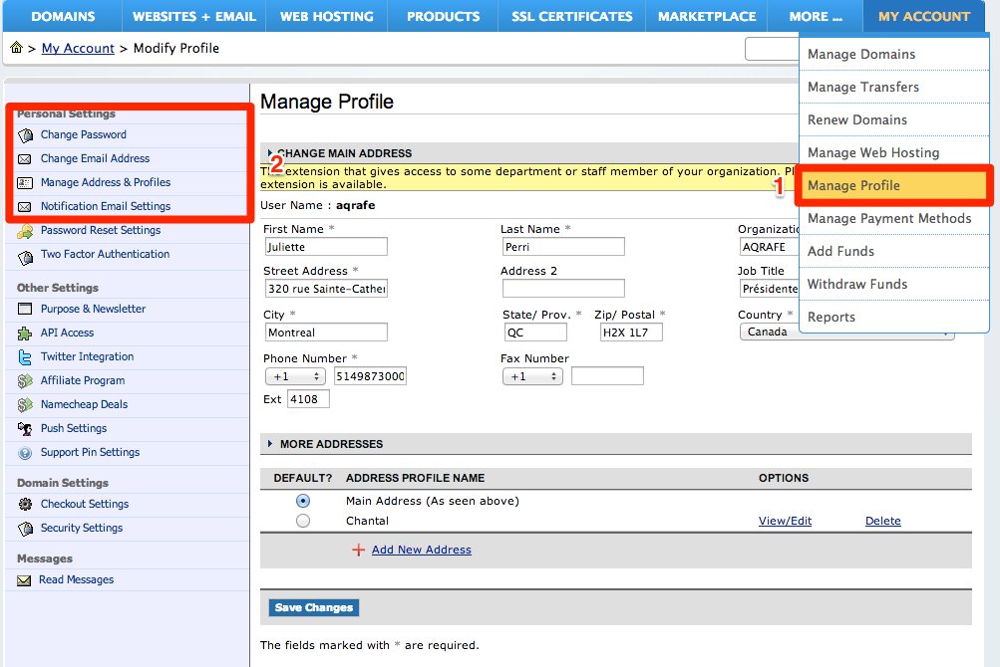 DOMAINS WEBSITES + EMAIL WEB HOSTING PRODUCTS SSL CERTIFICATES MARKETPLACE MORE ... MY ACCOUNT
> My Account > Modify Profile
Manage Domains
Manage Transfers
Renew Domains
Manage Web Hosting
1
Manage Profile
Manage Payment Methods
Add Funds
Withdraw Funds
Reports
Personal Settings
Change Password
Change Email Address
Manage Address & Profiles
Notification Email Settings
Password Reset Settings
Two Factor Authentication
Other Settings
Purpose & Newsletter
API Access
Twitter Integration
Affiliate Program
Namecheap Deals
Push Settings
Support Pin Settings
Domain Settings
Checkout Settings
Security Settings
Messages
Read Messages
2
Manage Profile
CHANGE MAIN ADDRESS
extension that gives access to some department or staff member of your organization.
extension is available.
User Name : aqrafe
First Name * Last Name *
Juliette Perri AQRAFE
Street Address * Address 2 Job Title
320 rue Sainte-Cather Présidente
City * State/ Prov. * Zip/ Postal * Country *
Montreal QC H2X 1L7 Canada
Phone Number * Fax Number
+1 5149873000 +1
Ext 4108
MORE ADDRESSES
DEFAULT? ADDRESS PROFILE NAME OPTIONS
Main Address (As seen above)
Chantal View/Edit Delete
Add New Address
Save Changes
The fields marked with * are required.